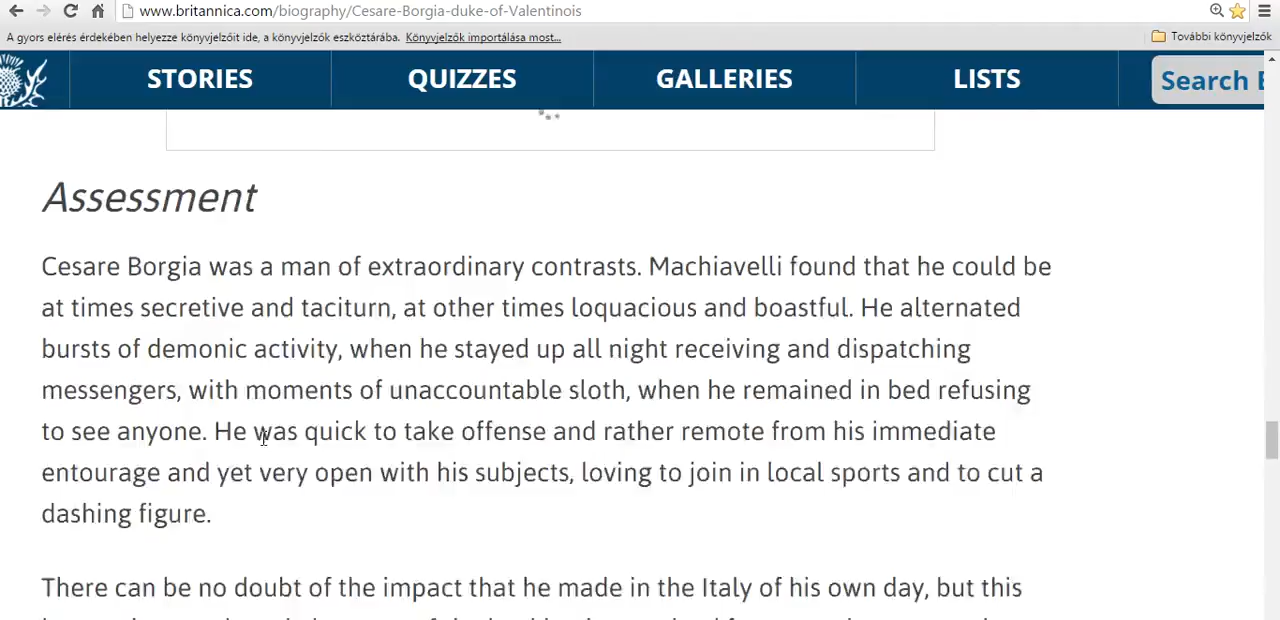 www.britannica.com/biography/Cesare-Borgia-duke-of-Valentinois
A gyors elérés érdekében helyezze könyvjelzőit ide, a könyvjelzők eszköztárába. Könyvjelzők importálása most... További könyvjelzők
STORIES QUIZZES GALLERIES LISTS Search
Assessment
Cesare Borgia was a man of extraordinary contrasts. Machiavelli found that he could be
at times secretive and taciturn, at other times loquacious and boastful. He alternated
bursts of demonic activity, when he stayed up all night receiving and dispatching
messengers, with moments of unaccountable sloth, when he remained in bed refusing
to see anyone. He was quick to take offense and rather remote from his immediate
entourage and yet very open with his subjects, loving to join in local sports and to cut a
dashing figure.
There can be no doubt of the impact that he made in the Italy of his own day, but this